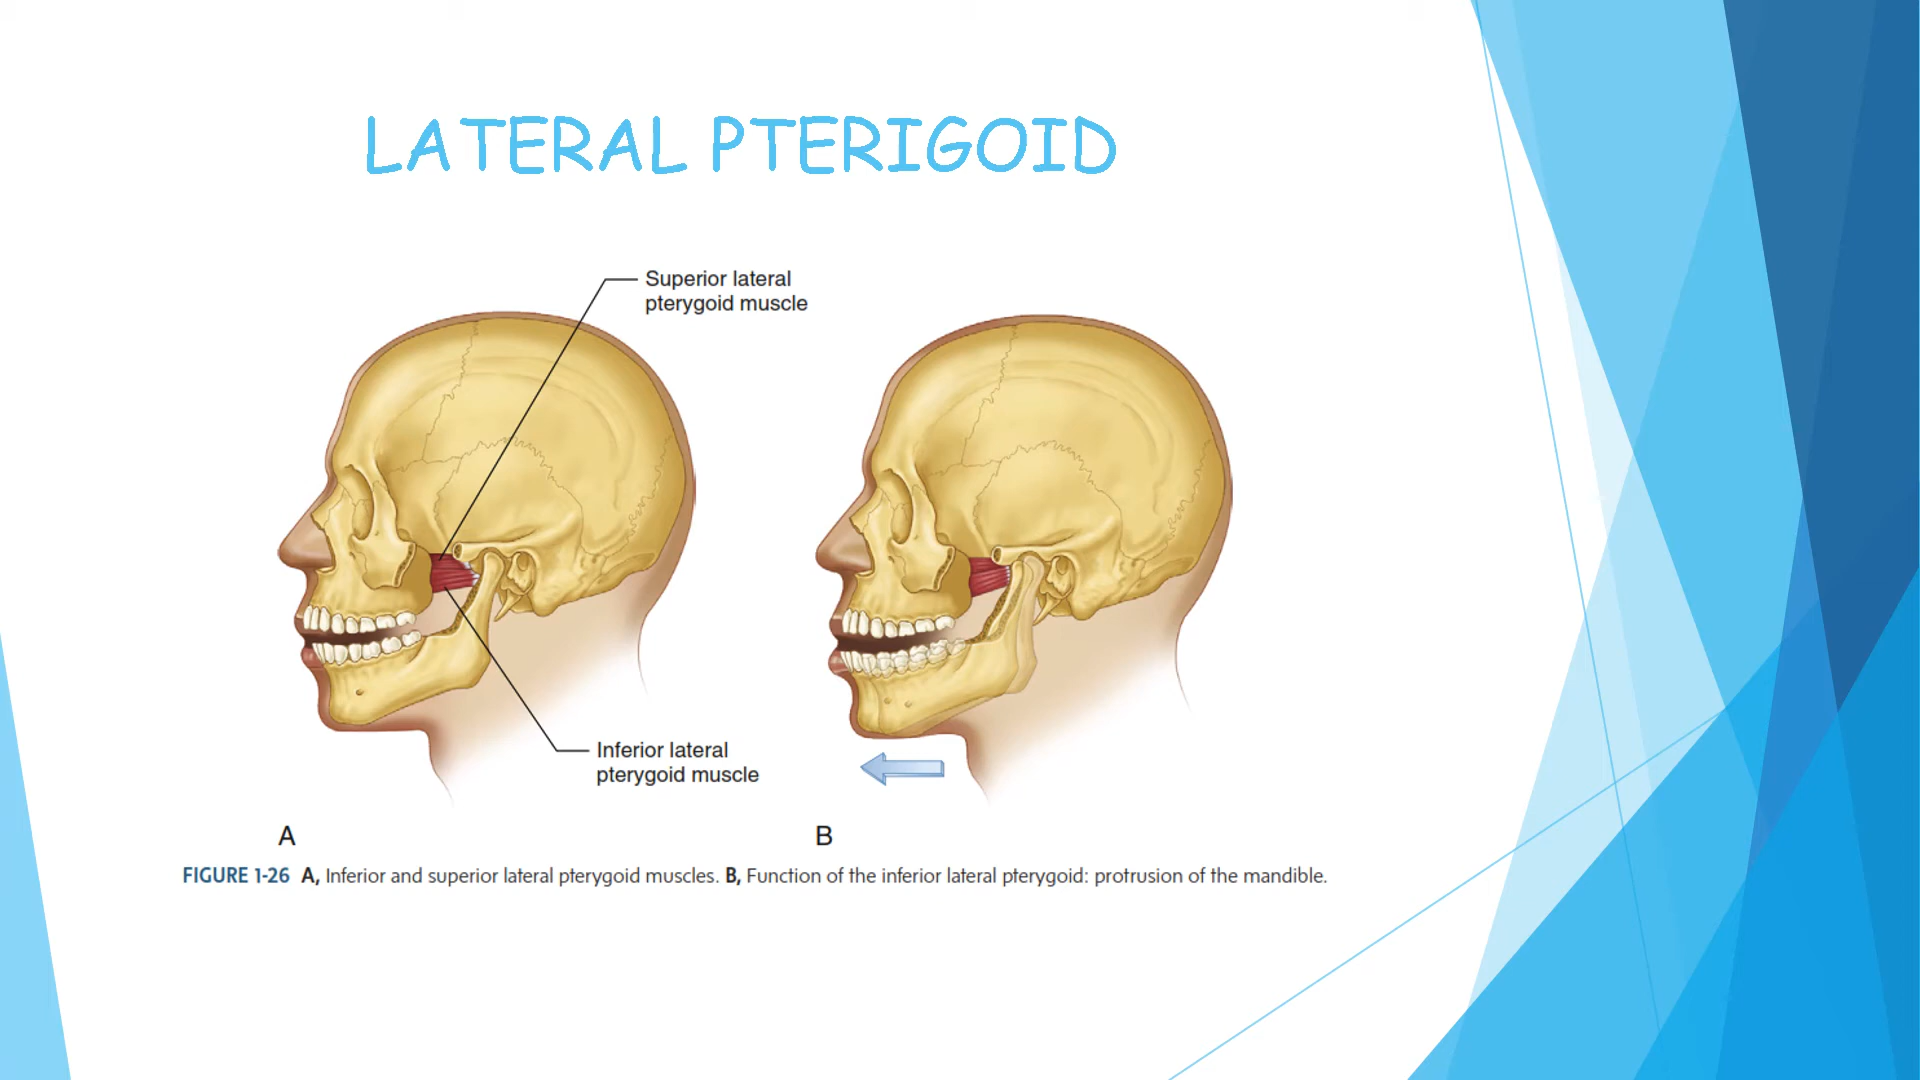 LATERAL PTERIGOID
Superior lateral
pterygoid muscle
Inferior lateral
pterygoid muscle
A
B
FIGURE 1-26 A, Inferior and superior lateral pterygoid muscles. B, Function of the inferior lateral pterygoid: protrusion of the mandible.